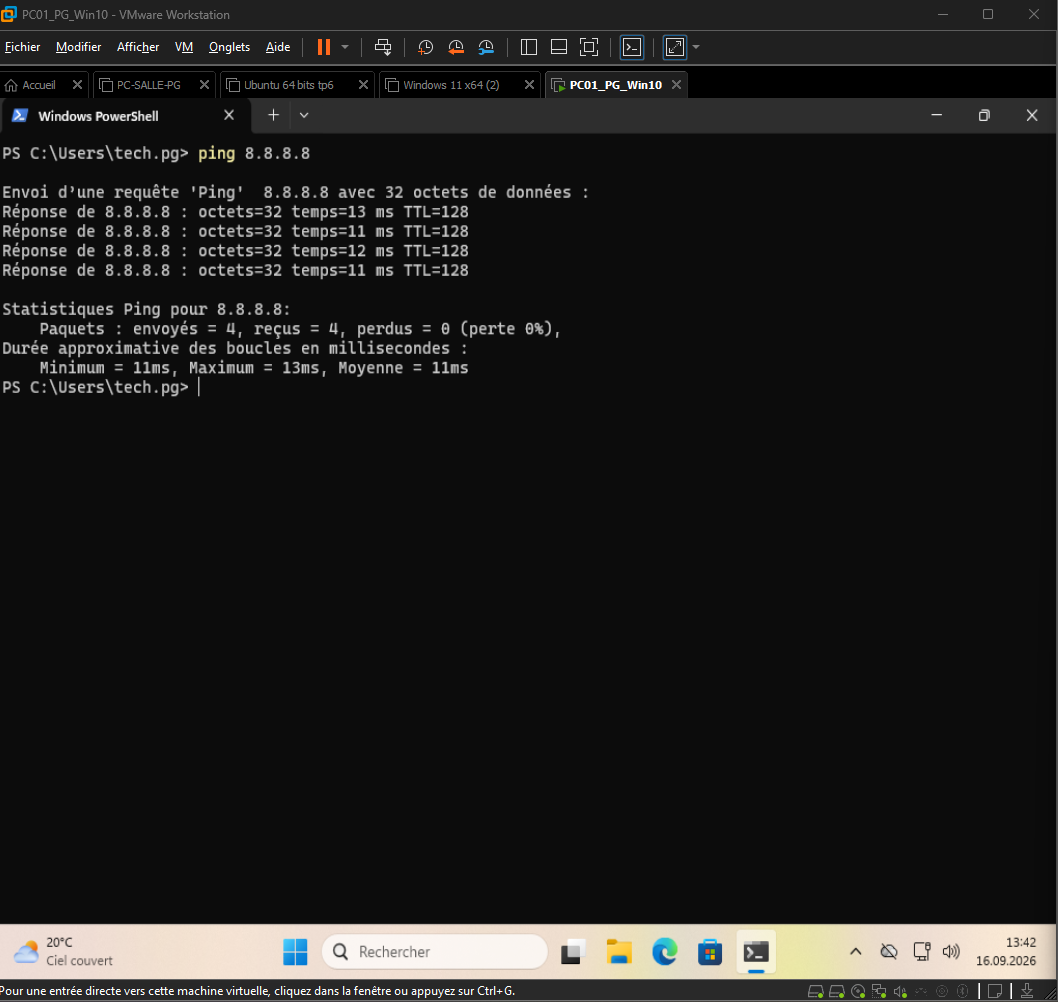 PC01_PG_Win10 - VMware Workstation
Fichier Modifier Afficher VM Onglets Aide
Accueil PC-SALLE-PG Ubuntu 64 bits tp6 Windows 11 x64 (2) PC01_PG_Win10
Windows PowerShell
PS C:\Users\tech.pg> ping 8.8.8.8
Envoi d’une requête 'Ping'  8.8.8.8 avec 32 octets de données :
Réponse de 8.8.8.8 : octets=32 temps=13 ms TTL=128
Réponse de 8.8.8.8 : octets=32 temps=11 ms TTL=128
Réponse de 8.8.8.8 : octets=32 temps=12 ms TTL=128
Réponse de 8.8.8.8 : octets=32 temps=11 ms TTL=128
Statistiques Ping pour 8.8.8.8:
    Paquets : envoyés = 4, reçus = 4, perdus = 0 (perte 0%),
Durée approximative des boucles en millisecondes :
    Minimum = 11ms, Maximum = 13ms, Moyenne = 11ms
PS C:\Users\tech.pg>
20°C
Ciel couvert
Rechercher
13:42
16.09.2026
Pour une entrée directe vers cette machine virtuelle, cliquez dans la fenêtre ou appuyez sur Ctrl+G.